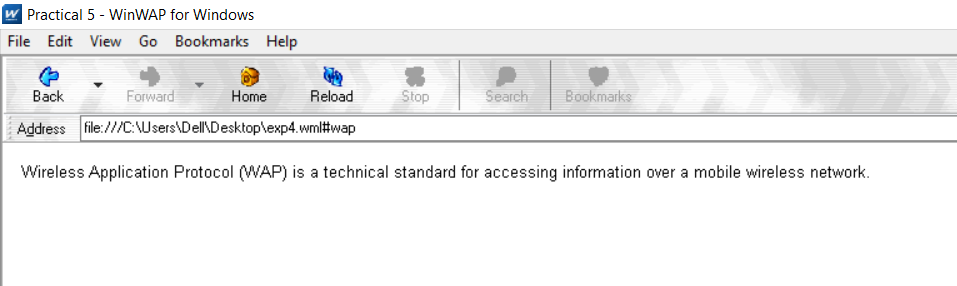 Practical 5 - WinWAP for Windows
File Edit View Go Bookmarks Help
Back Forward Home Reload Stop Search Bookmarks
Address file:///C:\Users\Dell\Desktop\exp4.wml#wap
Wireless Application Protocol (WAP) is a technical standard for accessing information over a mobile wireless network.